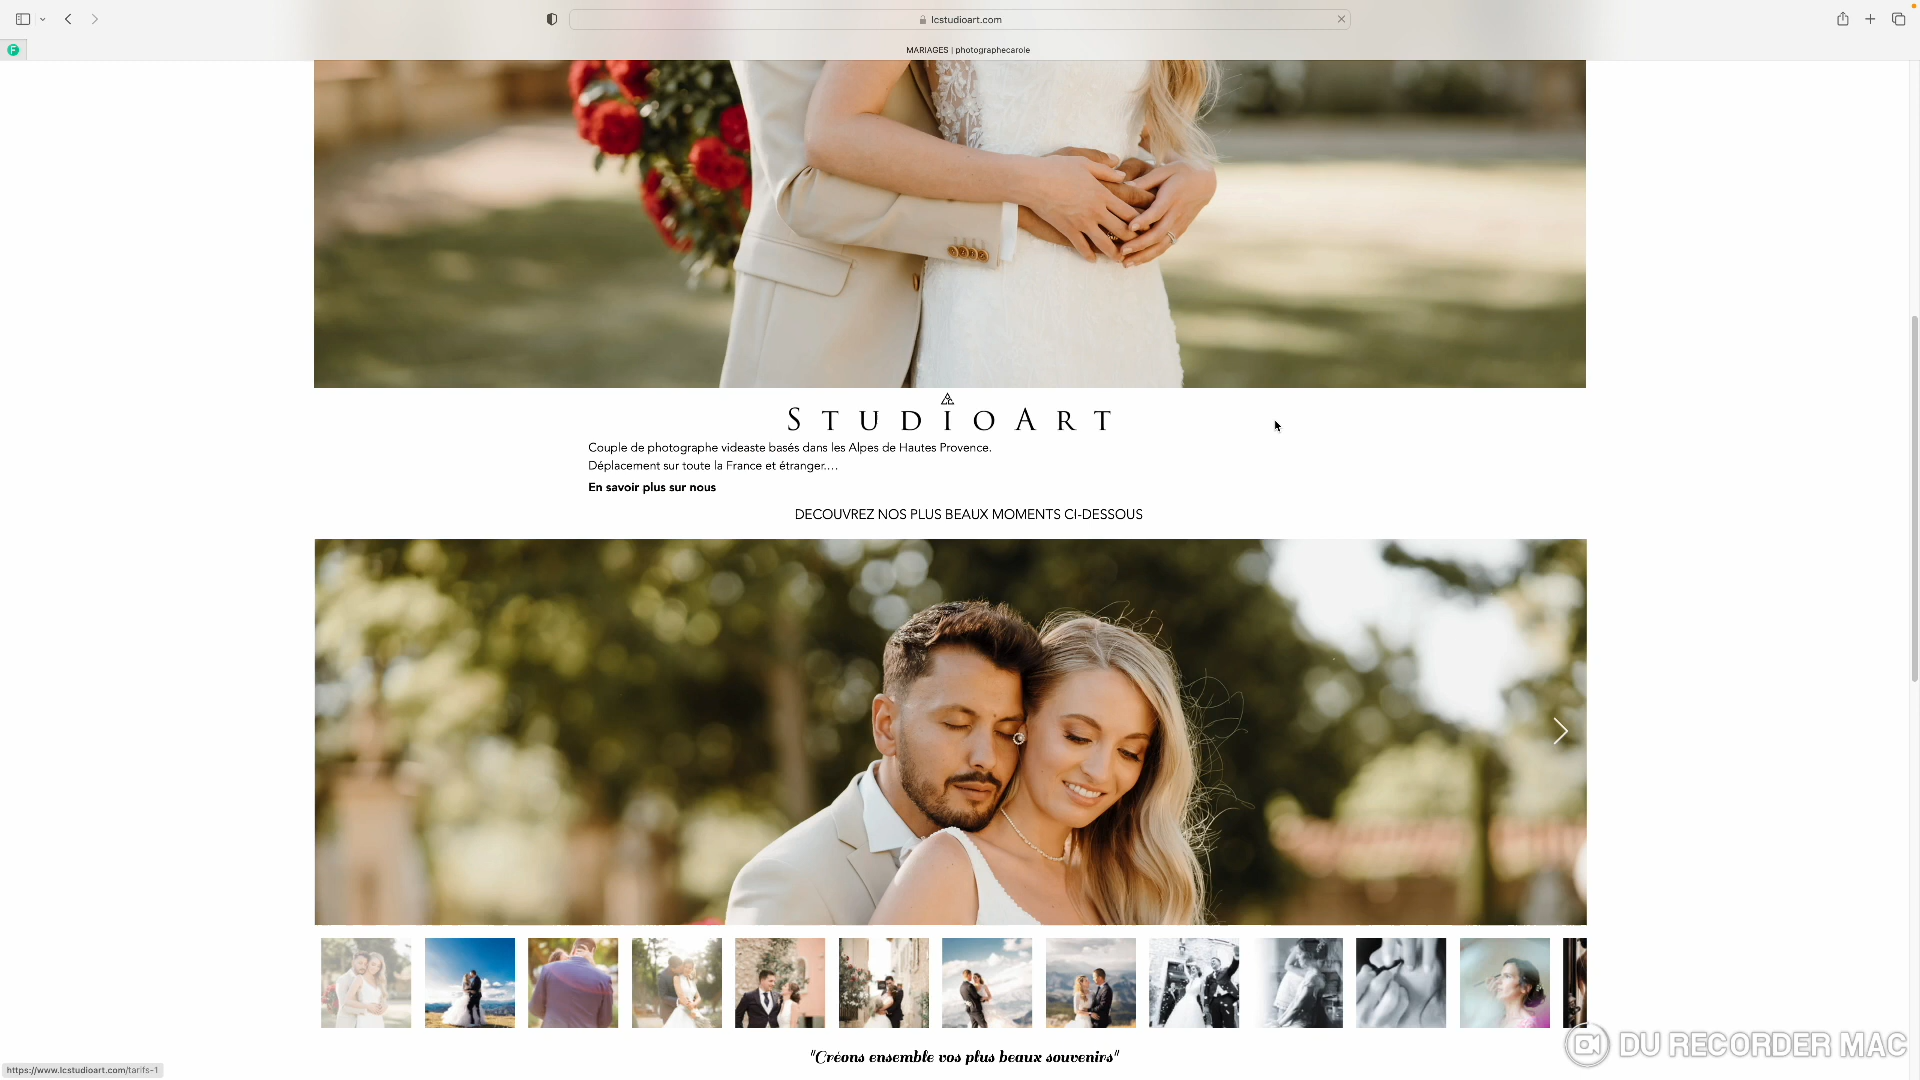 lcstudioart.com
F
MARIAGES | photographecarole
STUDIOART
Couple de photographe videaste basés dans les Alpes de Hautes Provence.
Déplacement sur toute la France et étranger....
En savoir plus sur nous
DECOUVREZ NOS PLUS BEAUX MOMENTS CI-DESSOUS
"Créons ensemble vos plus beaux souvenirs"
DU RECORDER MAC
https://www.lcstudioart.com/tarifs-1